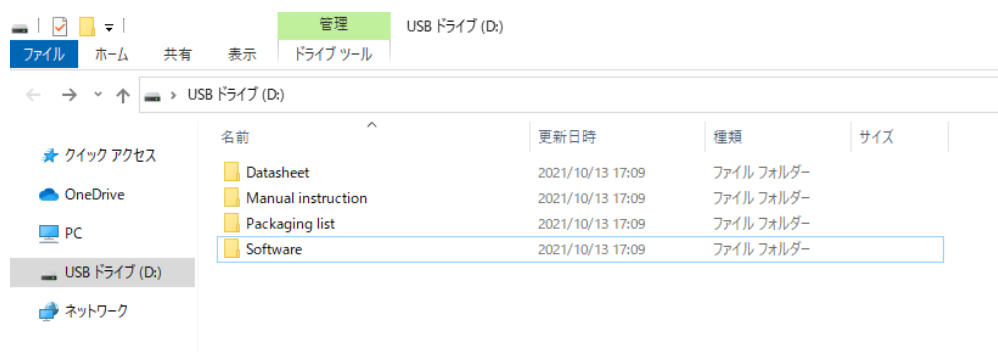 管理 USB ドライブ (D:)
ファイル ホーム 共有 表示 ドライブ ツール
USB ドライブ (D:)
名前 更新日時 種類 サイズ
クイック アクセス
OneDrive
PC
USB ドライブ (D:)
ネットワーク
Datasheet 2021/10/13 17:09 ファイル フォルダー
Manual instruction 2021/10/13 17:09 ファイル フォルダー
Packaging list 2021/10/13 17:09 ファイル フォルダー
Software 2021/10/13 17:09 ファイル フォルダー